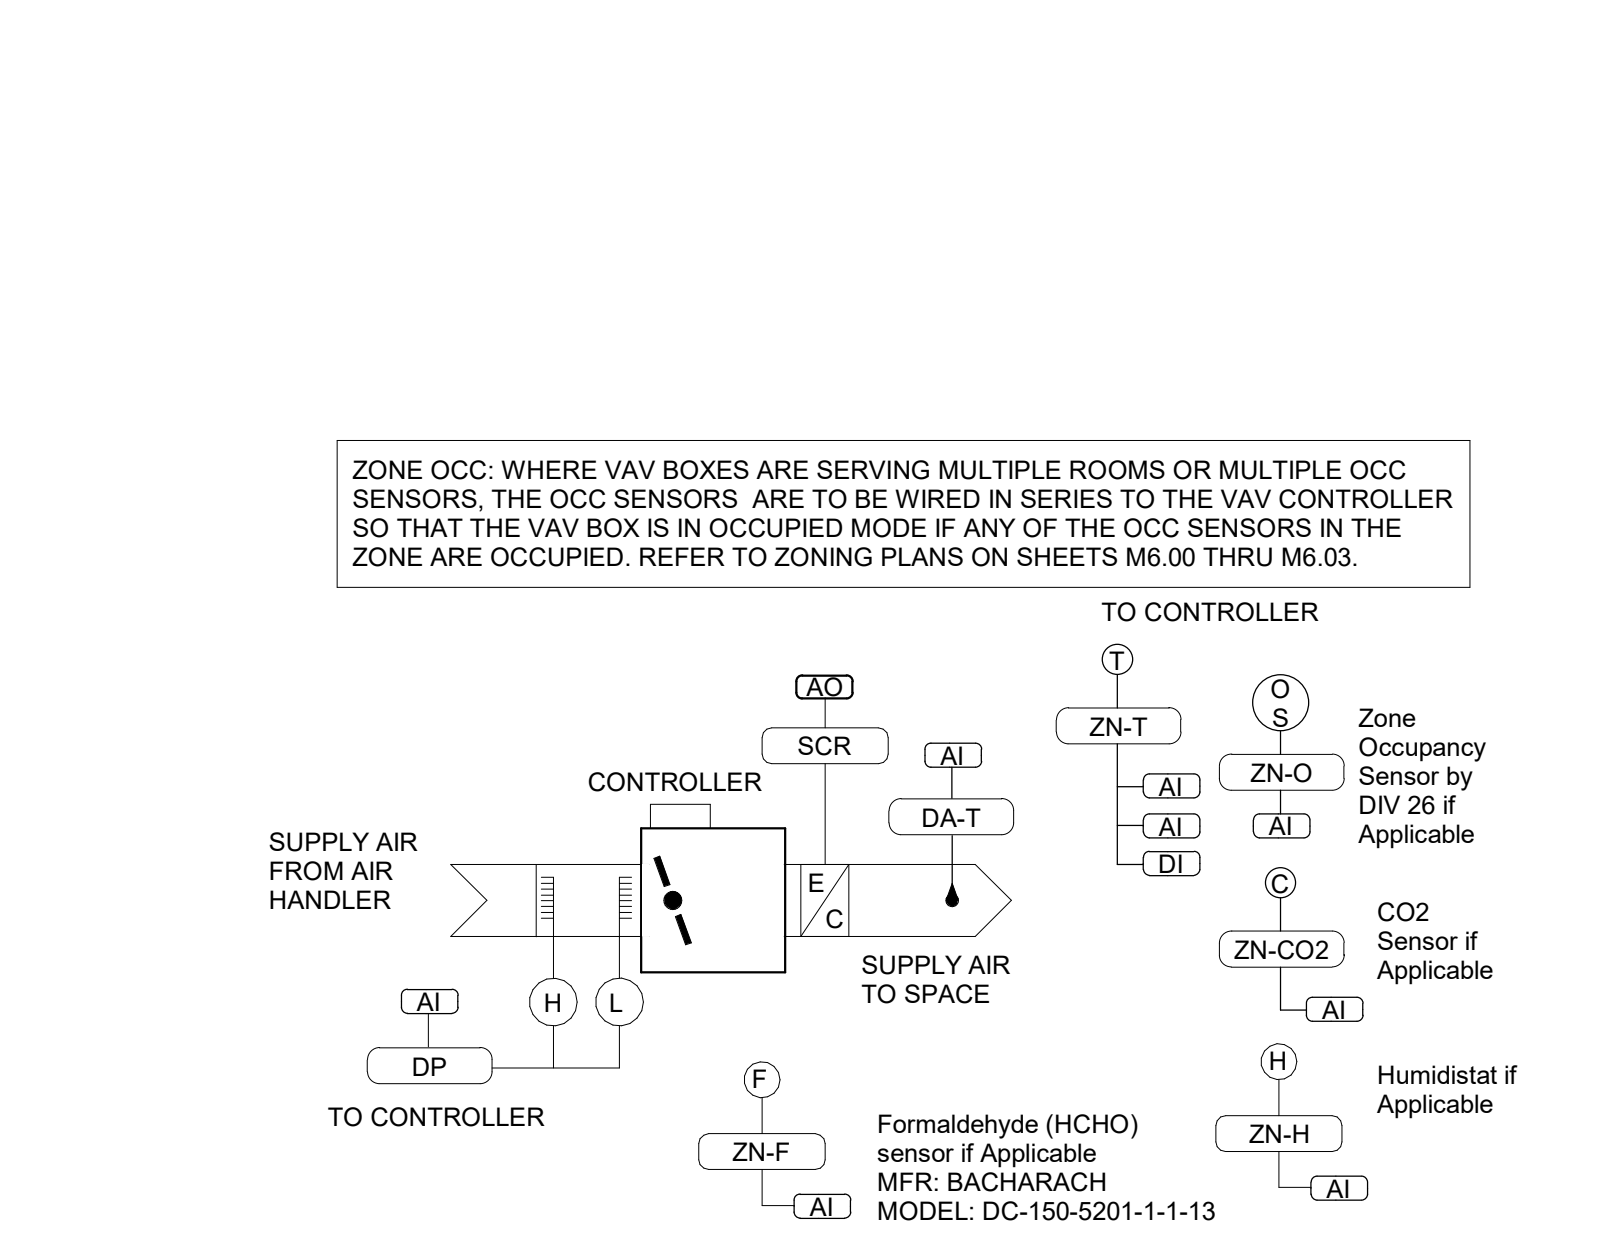 ZONE OCC: WHERE VAV BOXES ARE SERVING MULTIPLE ROOMS OR MULTIPLE OCC
SENSORS, THE OCC SENSORS  ARE TO BE WIRED IN SERIES TO THE VAV CONTROLLER
SO THAT THE VAV BOX IS IN OCCUPIED MODE IF ANY OF THE OCC SENSORS IN THE
ZONE ARE OCCUPIED. REFER TO ZONING PLANS ON SHEETS M6.00 THRU M6.03.
TO CONTROLLER
T
ZN-T
AI
AI
DI
O
S
ZN-O
AI
Zone
Occupancy
Sensor by
DIV 26 if
Applicable
AO
SCR
AI
DA-T
CONTROLLER
SUPPLY AIR
FROM AIR
HANDLER
E
C
SUPPLY AIR
TO SPACE
C
ZN-CO2
AI
CO2
Sensor if
Applicable
AI
H
L
DP
TO CONTROLLER
F
ZN-F
AI
Formaldehyde (HCHO)
sensor if Applicable
MFR: BACHARACH
MODEL: DC-150-5201-1-1-13
H
ZN-H
AI
Humidistat if
Applicable